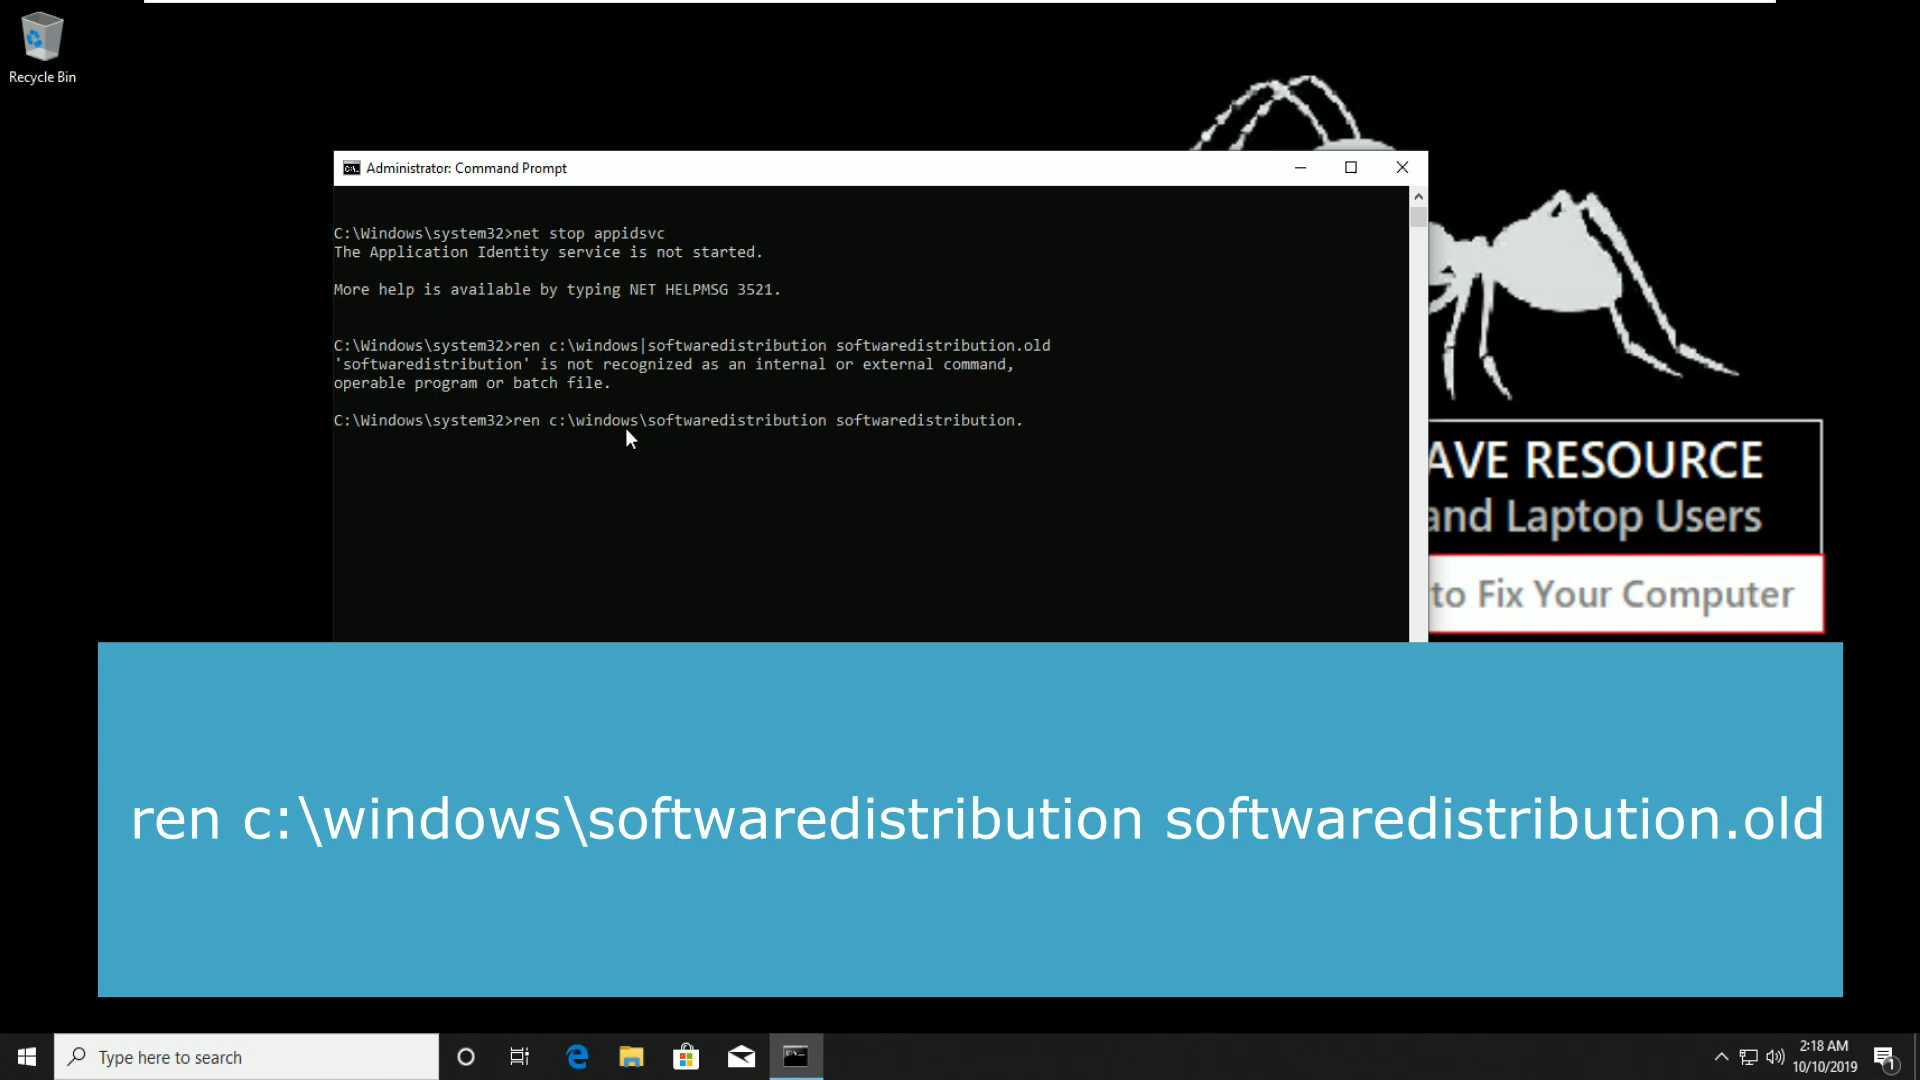 Recycle Bin
Administrator: Command Prompt
C:\Windows\system32>net stop appidsvc
The Application Identity service is not started.
More help is available by typing NET HELPMSG 3521.
C:\Windows\system32>ren c:\windows|softwaredistribution softwaredistribution.old
'softwaredistribution' is not recognized as an internal or external command,
operable program or batch file.
C:\Windows\system32>ren c:\windows\softwaredistribution softwaredistribution.
AVE RESOURCE
and Laptop Users
to Fix Your Computer
ren c:\windows\softwaredistribution softwaredistribution.old
Type here to search
2:18 AM
10/10/2019
1